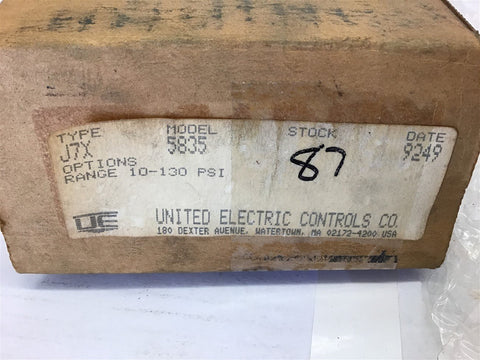 TYPE MODEL STOCK DATE
J7X 5835 87 9249
OPTIONS
RANGE 10-130 PSI
UE UNITED ELECTRIC CONTROLS CO.
180 DEXTER AVENUE, WATERTOWN, MA 02172-4200 USA